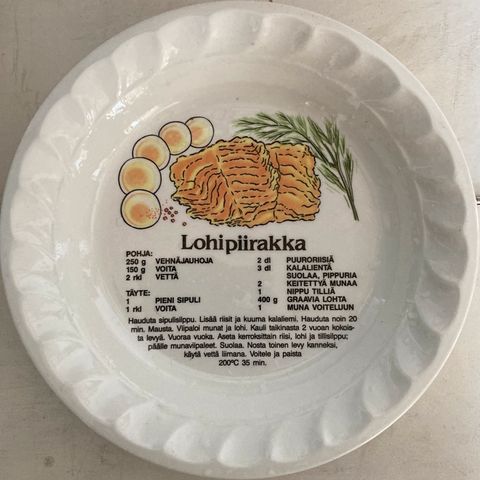 Lohipiirakka
POHJA:
250 g VEHNÄJAUHOJA
150 g VOITA
2 rkl VETTÄ
TÄYTE:
1 PIENI SIPULI
1 rkl VOITA
2 dl PUURORIISIÄ
3 dl KALALIENTÄ
SUOLAA, PIPPURIA
2 KEITETTYÄ MUNAA
1 NIPPU TILLIÄ
400 g GRAAVIA LOHTA
1 MUNA VOITELUUN
Hauduta sipulisilppu. Lisää riisit ja kuuma kalaliemi. Hauduta noin 20
min. Mausta. Viipaloi munat ja lohi. Kauli taikinasta 2 vuoan kokois-
ta levyä. Vuoraa vuoka. Aseta kerroksittain riisi, lohi ja tillisilppu;
päälle munaviipaleet. Suolaa. Nosta toinen levy kanneksi,
käytä vettä liimana. Voitele ja paista
200°C 35 min.